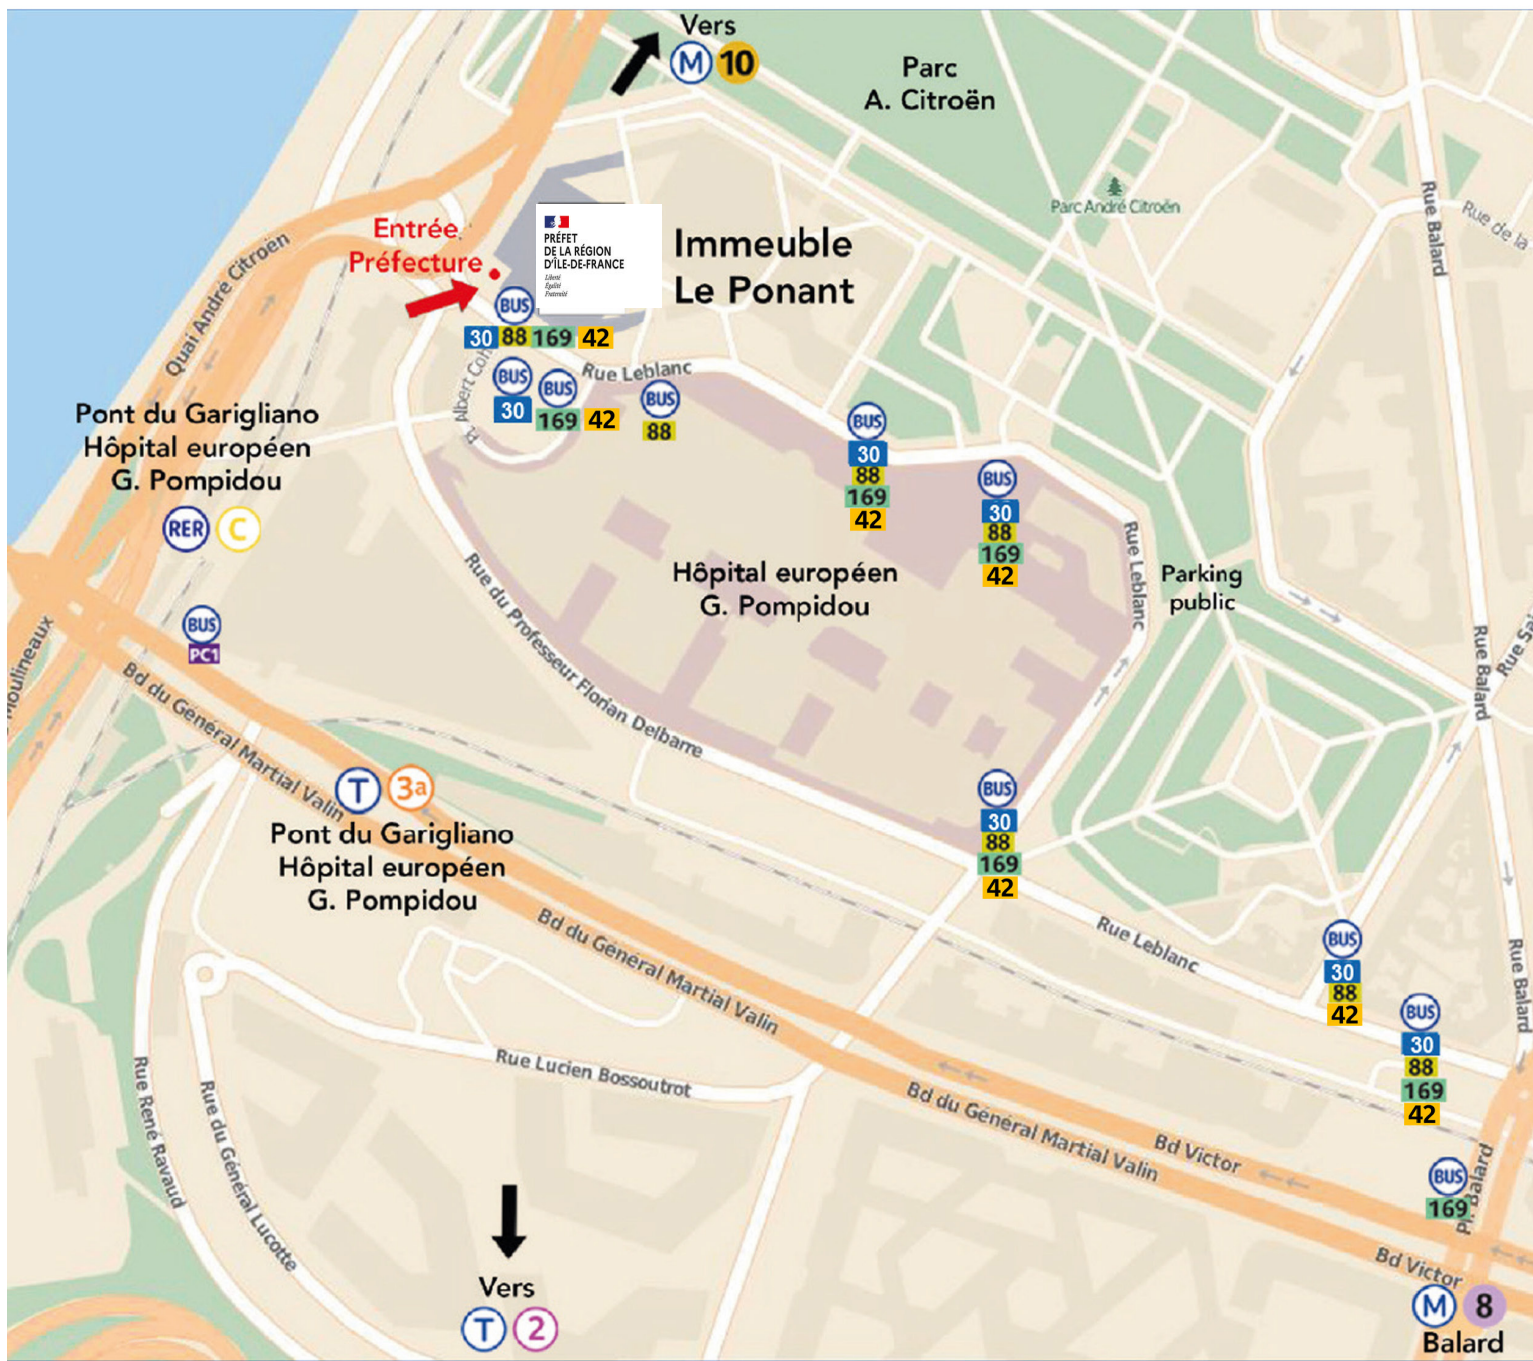 Vers
M 10
Parc
A. Citroën
Parc André Citroën
Rue Balard
Rue de la
Entrée
Préfecture
PRÉFET
DE LA RÉGION
D'ÎLE-DE-FRANCE
Liberté
Égalité
Fraternité
Immeuble
Le Ponant
Quai André Citroën
BUS
30 88 169 42
Rue Leblanc
Pl. Albert Coh
BUS
30
BUS
169 42
BUS
88
Pont du Garigliano
Hôpital européen
G. Pompidou
RER C
BUS
30
88
169
42
BUS
30
88
169
42
Hôpital européen
G. Pompidou
Rue Leblanc
Parking
public
Rue du Professeur Florian Delbarre
BUS
PC1
Moulineaux
Bd du Général Martial Valin
Rue Balard
T 3a
Pont du Garigliano
Hôpital européen
G. Pompidou
BUS
30
88
169
42
Rue Leblanc
BUS
30
88
42
Rue Balard
BUS
30
88
169
42
Bd du Général Martial Valin
Rue Lucien Bossoutrot
Rue René Ravaud
Rue du Général Lucotte
Bd du Général Martial Valin
Bd Victor
BUS
169
Pl. Balard
Bd Victor
Vers
T 2
M 8
Balard